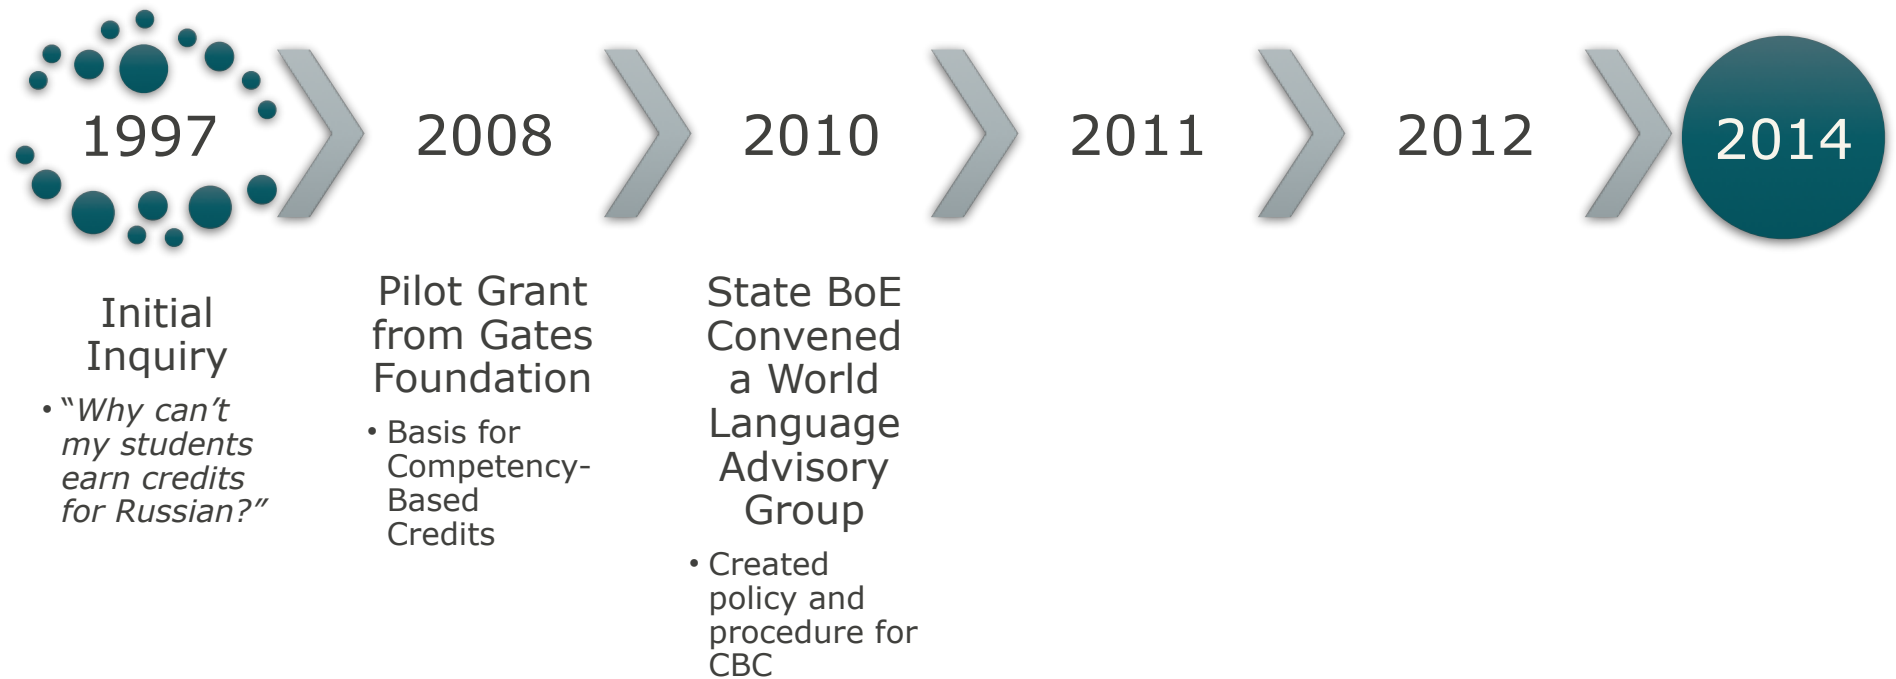 1997
2008
2010
2011
2012
2014
Initial
Inquiry
• “Why can’t
my students
earn credits
for Russian?”
Pilot Grant
from Gates
Foundation
• Basis for
Competency-
Based
Credits
State BoE
Convened
a World
Language
Advisory
Group
• Created
policy and
procedure for
CBC